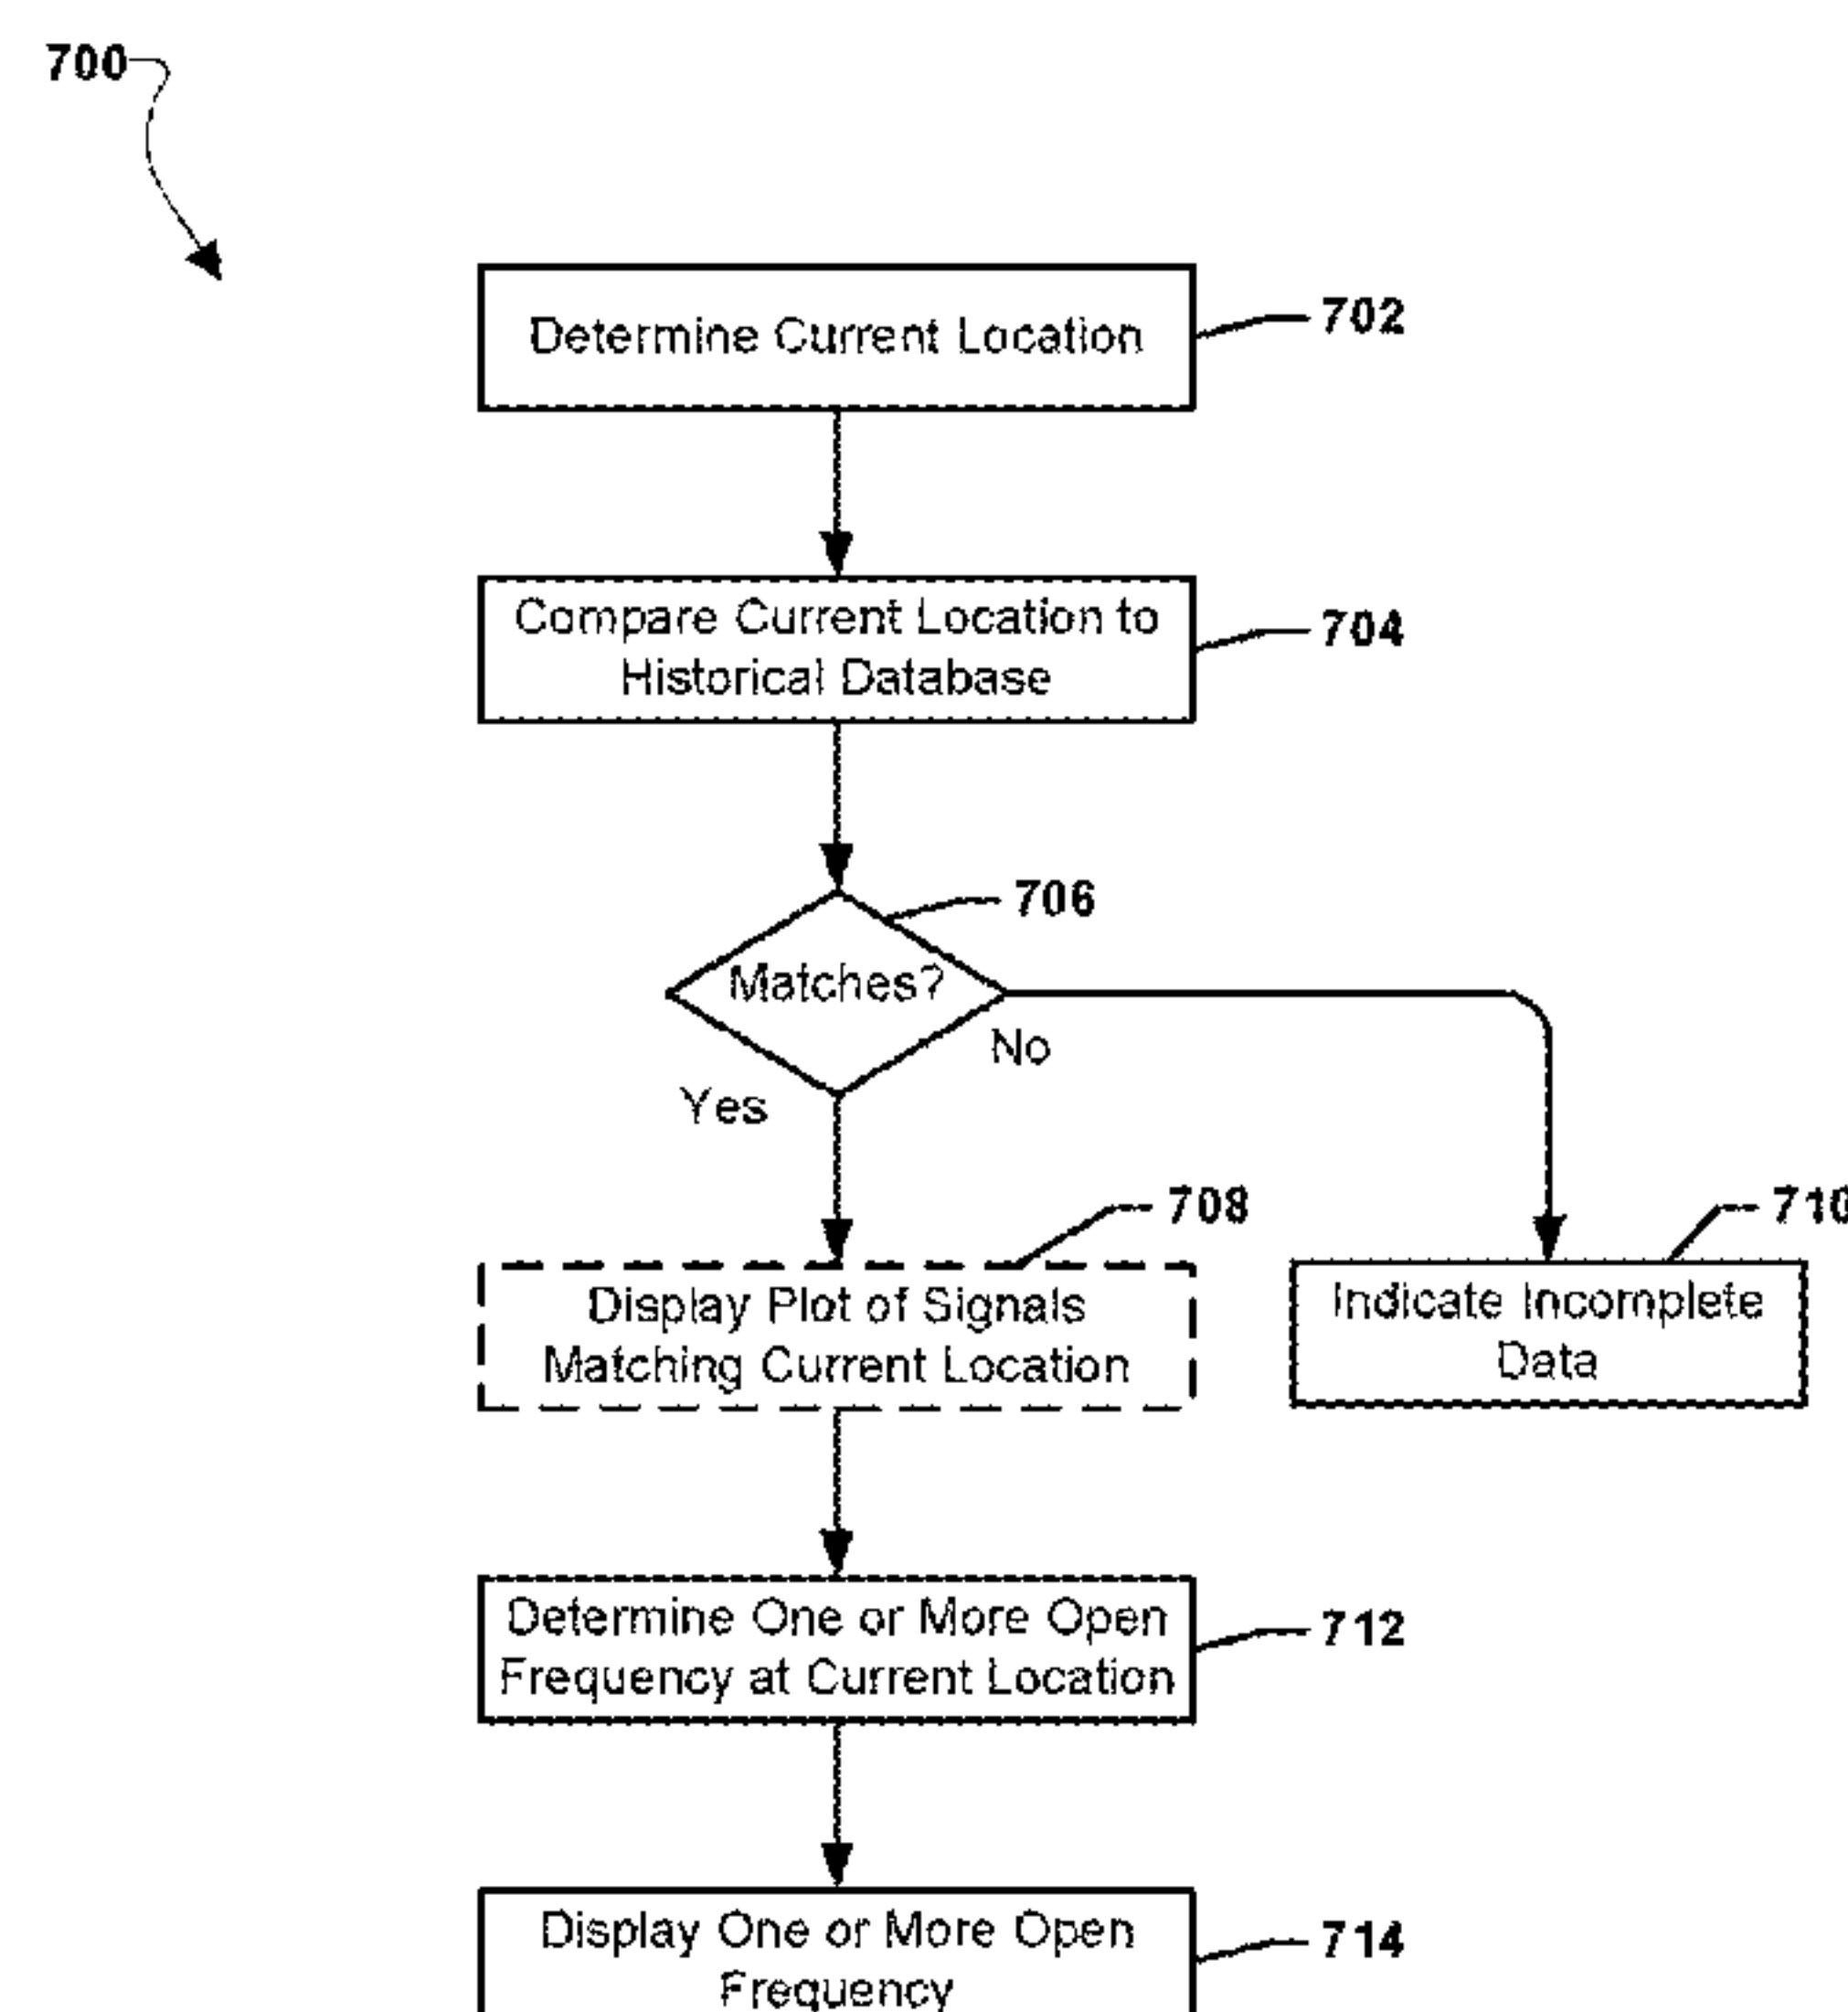 700
Determine Current Location
702
Compare Current Location to
Historical Database
704
706
Matches?
No
Yes
708
710
Display Plot of Signals
Matching Current Location
Indicate Incomplete
Data
Determine One or More Open
Frequency at Current Location
712
Display One or More Open
Frequency
714